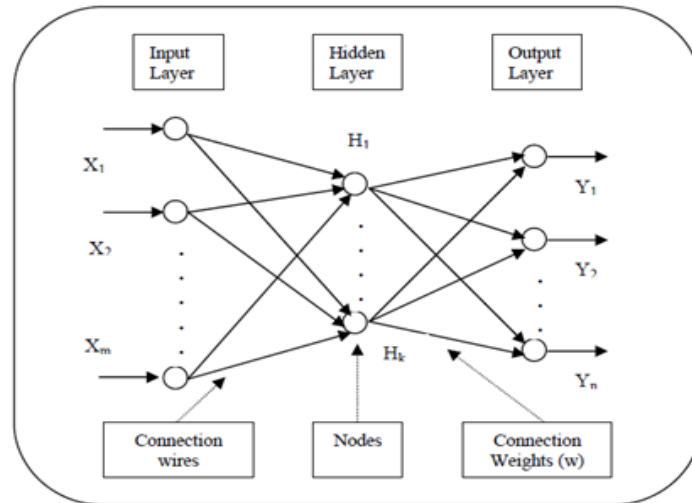 Input
Layer
Hidden
Layer
Output
Layer
H₁
X₁
Y₁
X₂
Y₂
Xₘ
Hₖ
Yₙ
Connection
wires
Nodes
Connection
Weights (w)